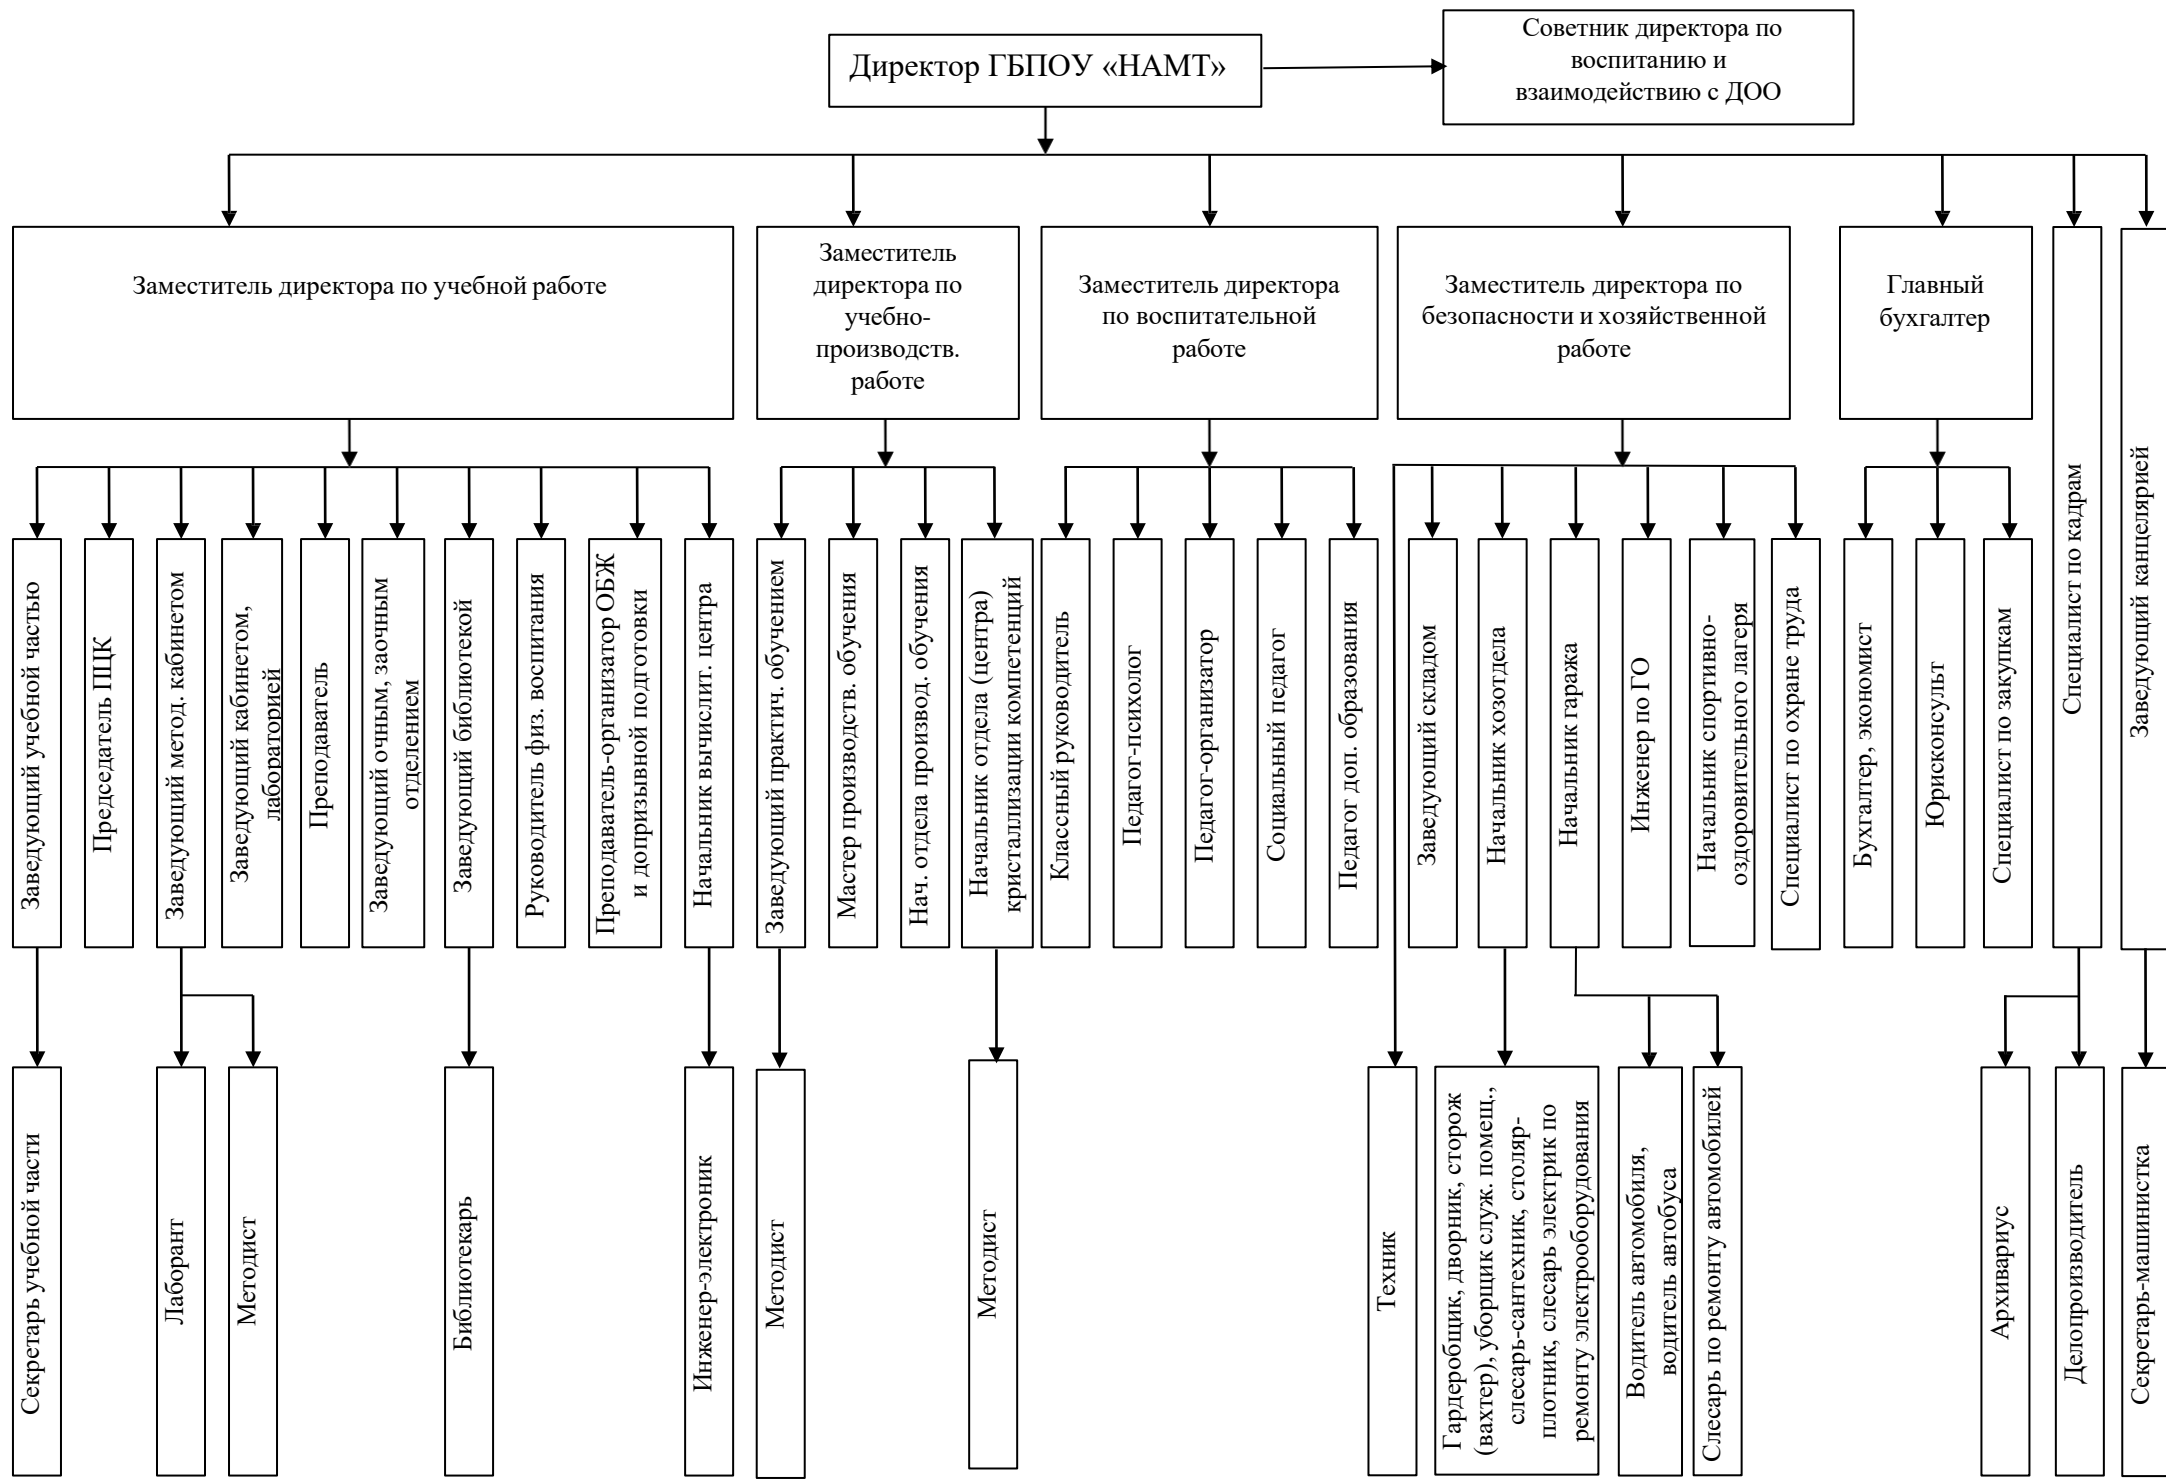 Директор ГБПОУ «НАМТ»
Советник директора по
воспитанию и
взаимодействию с ДОО
Заместитель директора по учебной работе
Заместитель
директора по
учебно-
производств.
работе
Заместитель директора
по воспитательной
работе
Заместитель директора по
безопасности и хозяйственной
работе
Главный
бухгалтер
Специалист по кадрам
Заведующий канцелярией
Заведующий учебной частью
Председатель ПЦК
Заведующий метод. кабинетом
Заведующий кабинетом,
лабораторией
Преподаватель
Заведующий очным, заочным
отделением
Заведующий библиотекой
Руководитель физ. воспитания
Преподаватель-организатор ОБЖ
и допризывной подготовки
Начальник вычислит. центра
Заведующий практич. обучением
Мастер производств. обучения
Нач. отдела производ. обучения
Начальник отдела (центра)
кристаллизации компетенций
Классный руководитель
Педагог-психолог
Педагог-организатор
Социальный педагог
Педагог доп. образования
Заведующий складом
Начальник хозотдела
Начальник гаража
Инженер по ГО
Начальник спортивно-
оздоровительного лагеря
Специалист по охране труда
Бухгалтер, экономист
Юрисконсульт
Специалист по закупкам
Секретарь учебной части
Лаборант
Методист
Библиотекарь
Инженер-электроник
Методист
Методист
Техник
Гардеробщик, дворник, сторож
(вахтер), уборщик служ. помещ.,
слесарь-сантехник, столяр-
плотник, слесарь электрик по
ремонту электрооборудования
Водитель автомобиля,
водитель автобуса
Слесарь по ремонту автомобилей
Архивариус
Делопроизводитель
Секретарь-машинистка